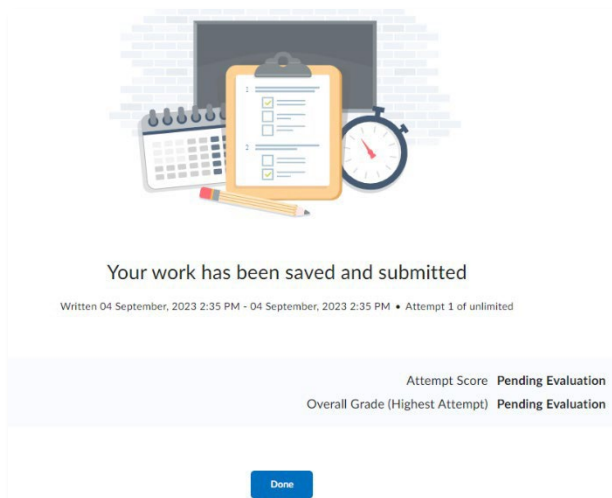 Your work has been saved and submitted
Written 04 September, 2023 2:35 PM - 04 September, 2023 2:35 PM • Attempt 1 of unlimited
Attempt Score Pending Evaluation
Overall Grade (Highest Attempt) Pending Evaluation
Done